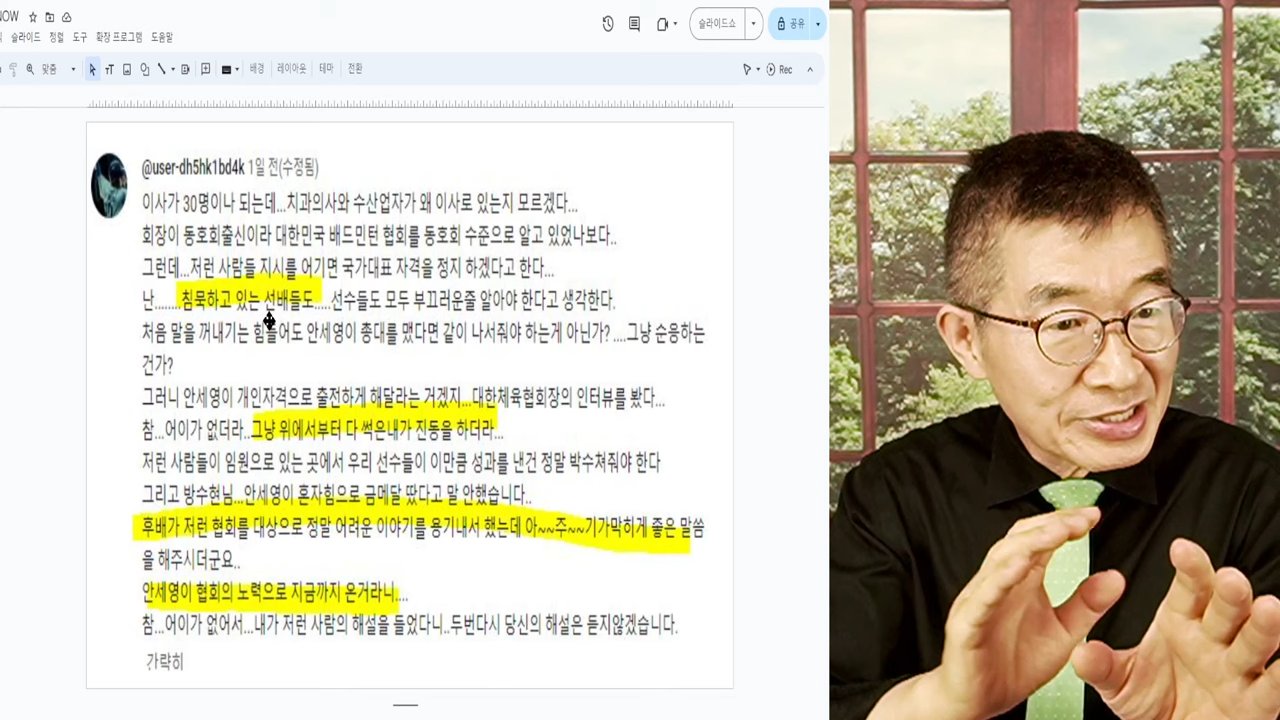 NOW
슬라이드 정렬 도구 확장 프로그램 도움말
슬라이드쇼
공유
맞춤
배경 레이아웃 테마 전환
Rec
@user-dh5hk1bd4k 1일 전(수정됨)
이사가 30명이나 되는데...치과의사와 수산업자가 왜 이사로 있는지 모르겠다...
회장이 동호회출신이라 대한민국 배드민턴 협회를 동호회 수준으로 알고 있었나보다..
그런데...저런 사람들 지시를 어기면 국가대표 자격을 정지 하겠다고 한다...
난........침묵하고 있는 선배들도.....선수들도 모두 부끄러운줄 알아야 한다고 생각한다.
처음 말을 꺼내기는 힘들어도 안세영이 총대를 맸다면 같이 나서줘야 하는게 아닌가? ....그냥 순응하는
건가?
그러니 안세영이 개인자격으로 출전하게 해달라는 거겠지...대한체육협회장의 인터뷰를 봤다...
참...어이가 없더라..그냥 위에서부터 다 썩은내가 진동을 하더라...
저런 사람들이 임원으로 있는 곳에서 우리 선수들이 이만큼 성과를 낸건 정말 박수쳐줘야 한다
그리고 방수현님...안세영이 혼자힘으로 금메달 땄다고 말 안했습니다..
후배가 저런 협회를 대상으로 정말 어려운 이야기를 용기내서 했는데 아~~주~~기가막히게 좋은 말씀
을 해주시더군요..
안세영이 협회의 노력으로 지금까지 온거라니....
참...어이가 없어서...내가 저런 사람의 해설을 들었다니..두번다시 당신의 해설은 듣지않겠습니다.
간략히